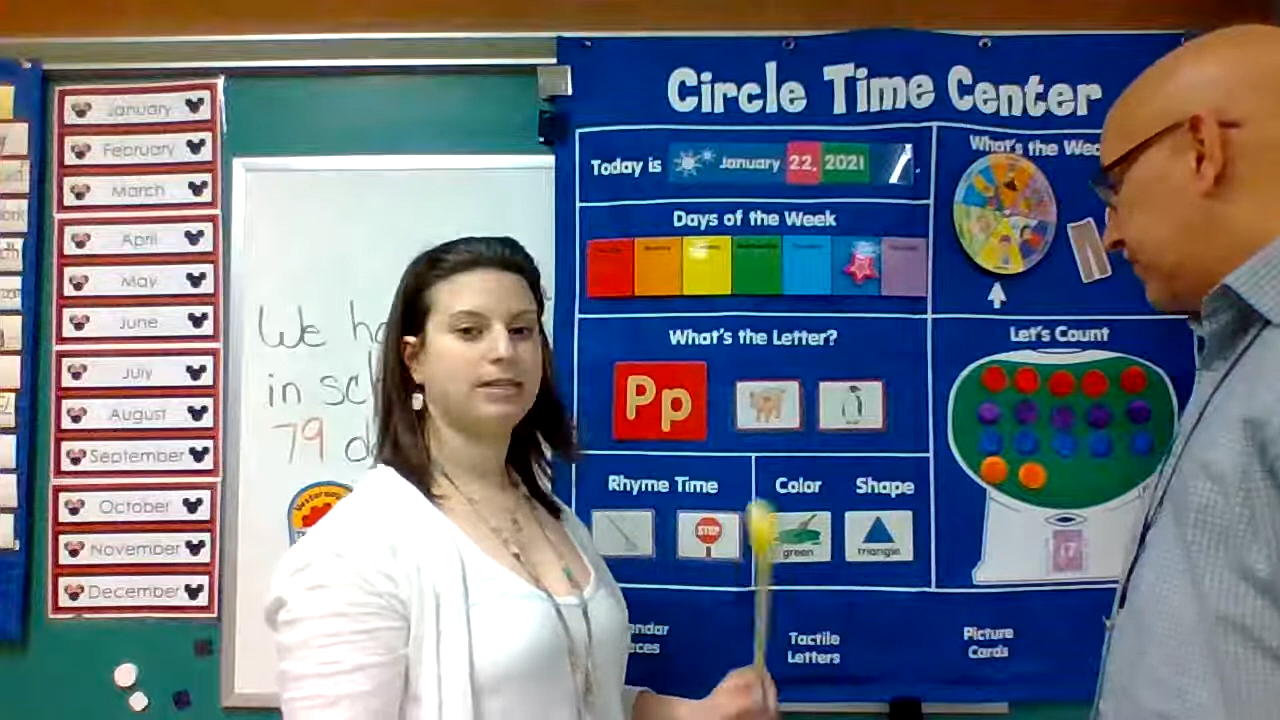 January
February
March
April
May
June
July
August
September
October
November
December
We
in
79
Yesterday
Circle Time Center
Today is January 22, 2021
What's the
Days of the Week
What's the Letter?
Pp
Let's Count
17
Rhyme Time
STOP
Color Shape
green triangle
Tactile
Letters
Picture
Cards